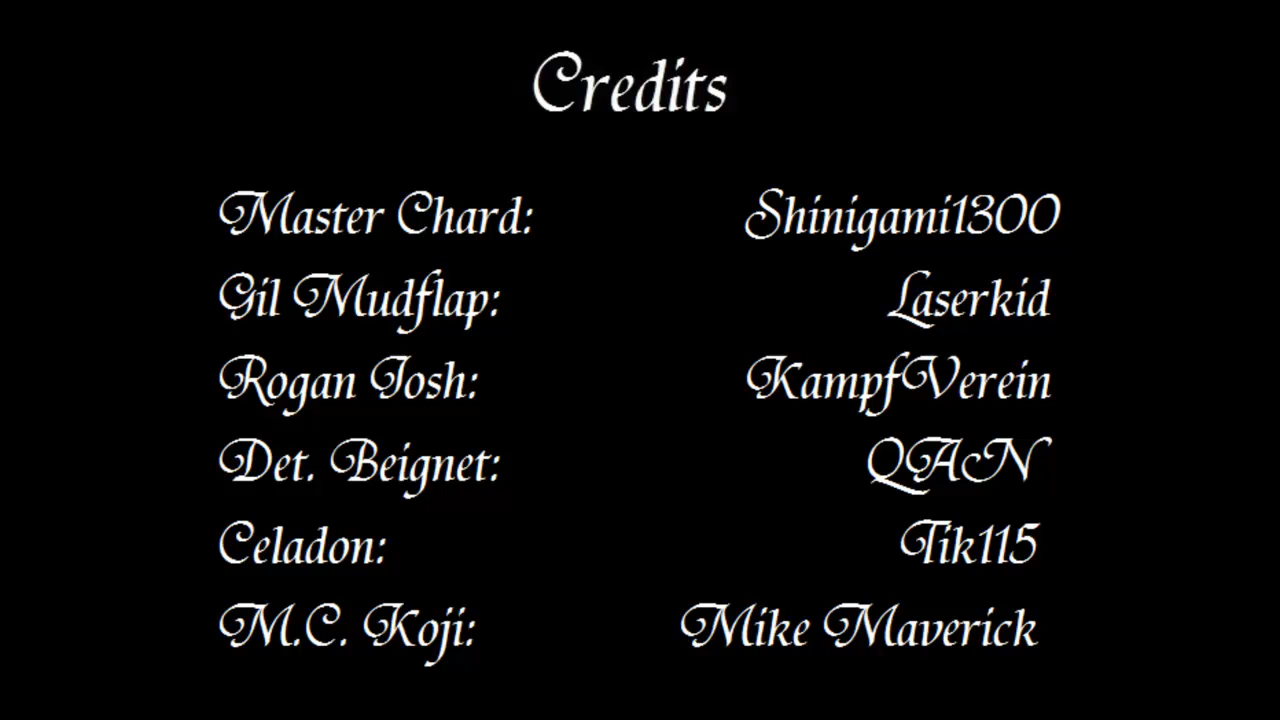 Credits
Master Chard: Shinigami1300
Gil Mudflap: Laserkid
Rogan Josh: KampfVerein
Det. Beignet: QAN
Celadon: Tik115
M.C. Koji: Mike Maverick